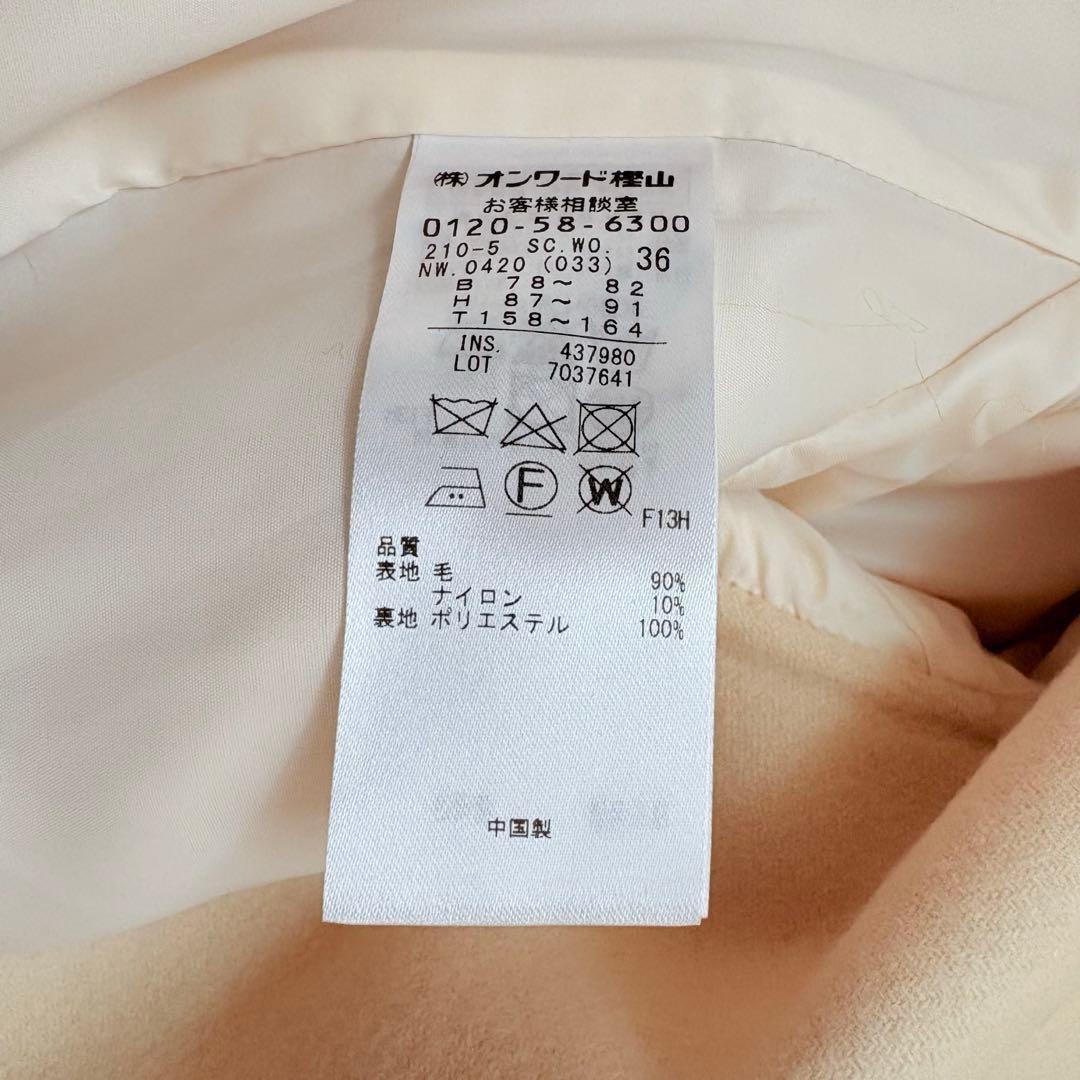 (株)オンワード樫山
お客様相談室
0120-58-6300
210-5 SC.WO.
NW.0420 (033) 36
B 78〜 82
H 87〜 91
T 158〜164
INS. 437980
LOT 7037641
F W
F13H
品質
表地 毛 90%
ナイロン 10%
裏地 ポリエステル 100%
中国製